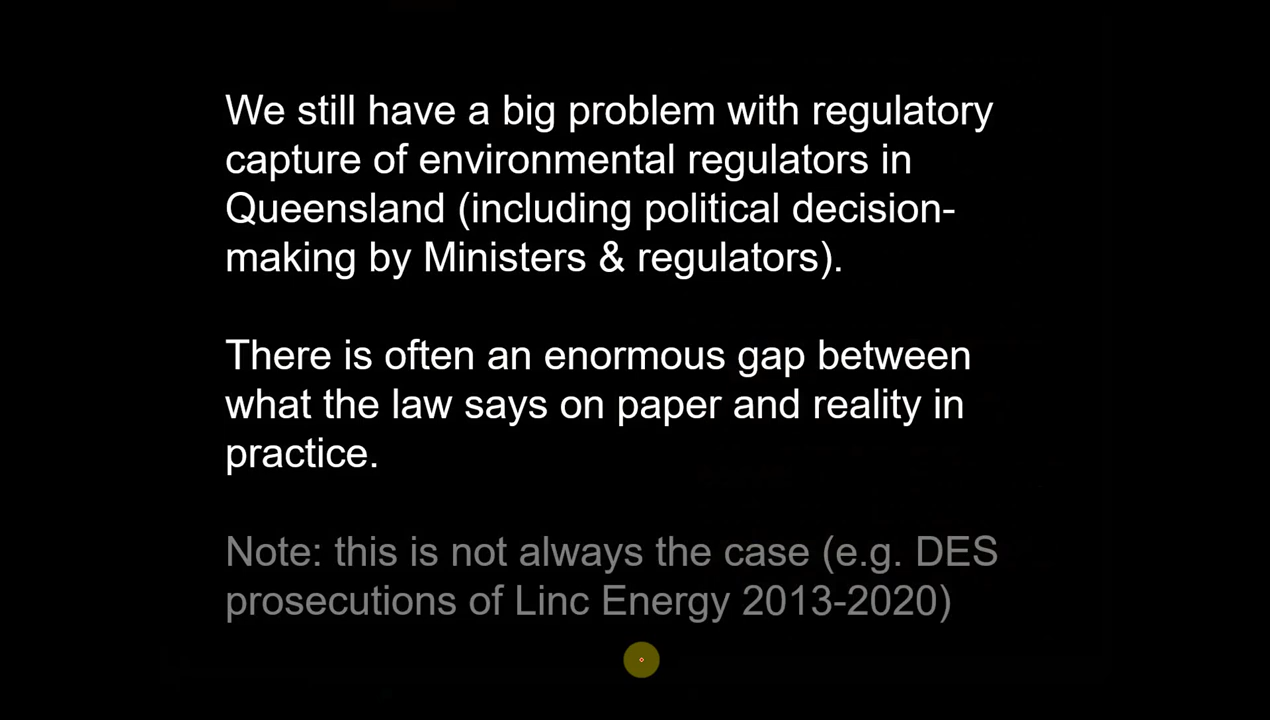 We still have a big problem with regulatory
capture of environmental regulators in
Queensland (including political decision-
making by Ministers & regulators).
There is often an enormous gap between
what the law says on paper and reality in
practice.
Note: this is not always the case (e.g. DES
prosecutions of Linc Energy 2013-2020)